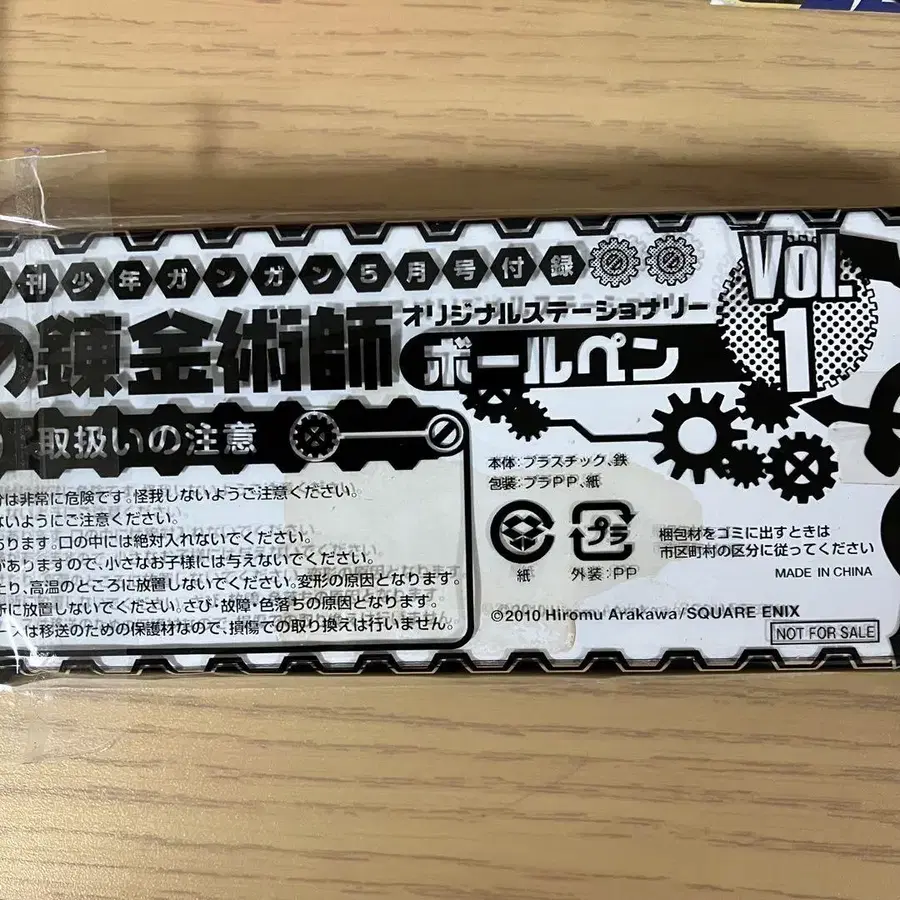 刊少年ガンガン5月号付録
の錬金術師
オリジナルステーショナリー
ボールペン
Vol.
1
取扱いの注意
分は非常に危険です。怪我しないようご注意ください。
ないようにご注意ください。
あります。口の中には絶対入れないでください。
がありますので、小さなお子様には与えないでください。
たり、高温のところに放置しないでください。変形の原因となります。
所に放置しないでください。さび・故障・色落ちの原因となります。
は移送のための保護材なので、損傷での取り換えは行いません。
本体:プラスチック、鉄
包装:プラPP、紙
プラ
紙
外装:PP
梱包材をゴミに出すときは
市区町村の区分に従ってください
MADE IN CHINA
©2010 Hiromu Arakawa/SQUARE ENIX
NOT FOR SALE